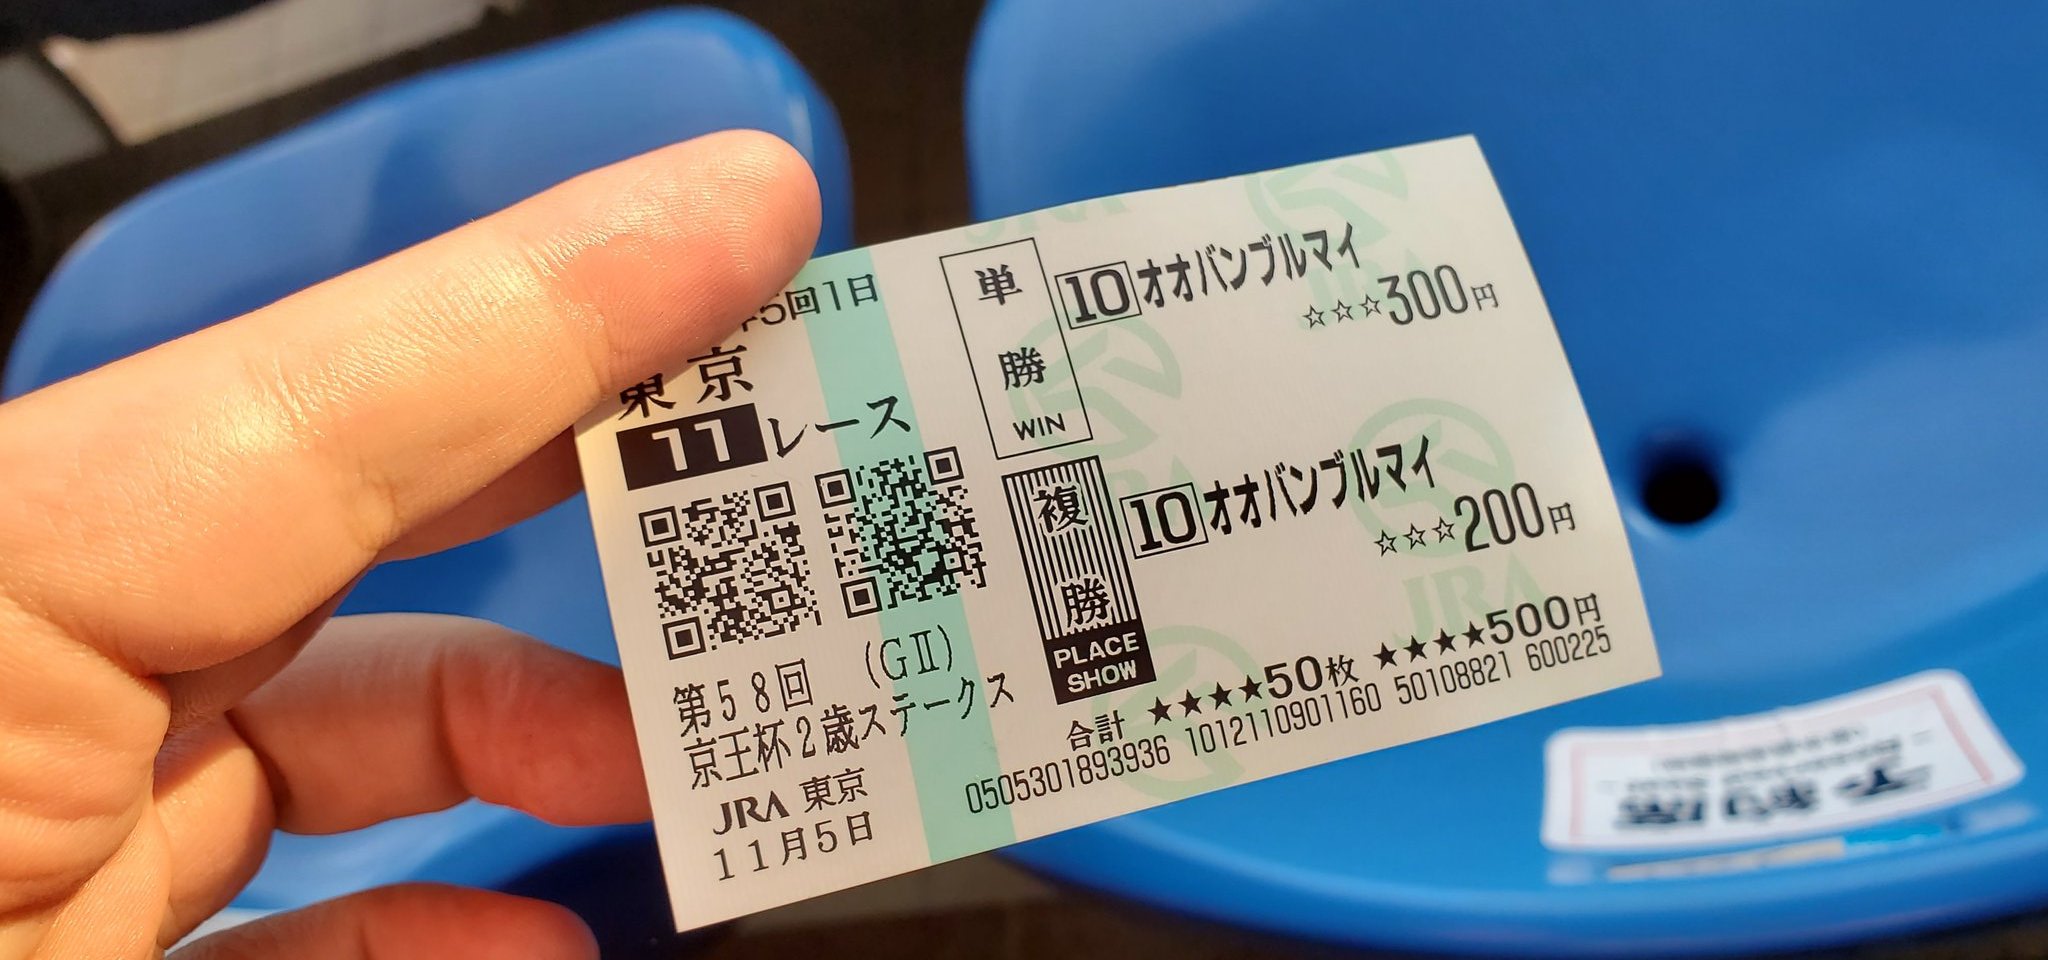 5回1日
東京
11レース
第58回 (GⅡ)
京王杯2歳ステークス
JRA 東京
11月5日
単勝
WIN
10 オオバンブルマイ
☆☆☆300円
複勝
PLACE
SHOW
10 オオバンブルマイ
☆☆☆200円
合計 ★★★★50枚 ★★★★500円
0505301893936 1012110901160 50108821 600225
JRA
予約席